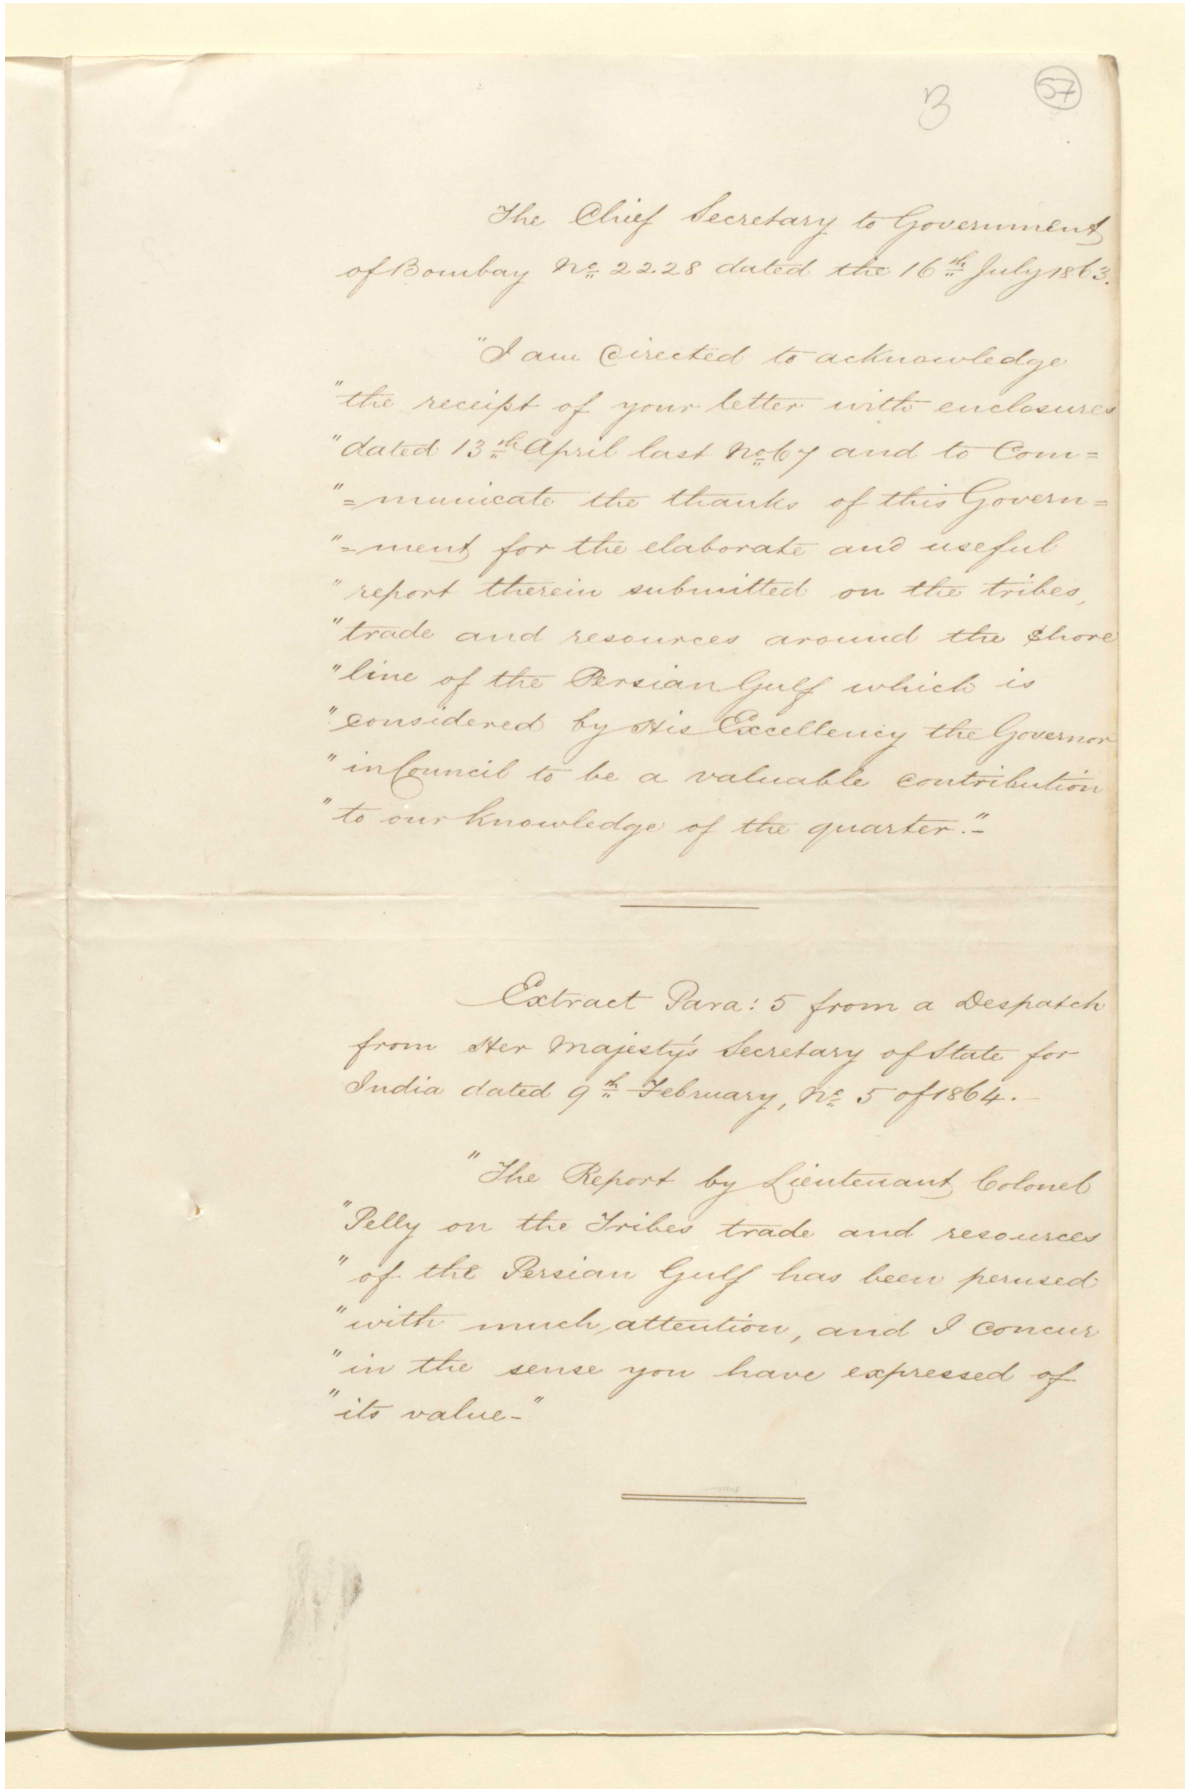 3
57
The Chief Secretary to Government
of Bombay No 2228 dated the 16th July 1863.
"I am directed to acknowledge
"the receipt of your letter with enclosures
"dated 13th April last No 67 and to Com=
"=municate the thanks of this Govern=
"=ment for the elaborate and useful
"report therein submitted on the tribes,
"trade and resources around the Shore
"line of the Persian Gulf which is
"considered by His Excellency the Governor
"in Council to be a valuable contribution
"to our knowledge of the quarter."-
Extract Para: 5 from a Despatch
from Her Majesty's Secretary of State for
India dated 9th February, No 5 of 1864.-
"The Report by Lieutenant Colonel
"Pelly on the Tribes trade and resources
"of the Persian Gulf has been perused
"with much attention, and I concur
"in the sense you have expressed of
"its value-"